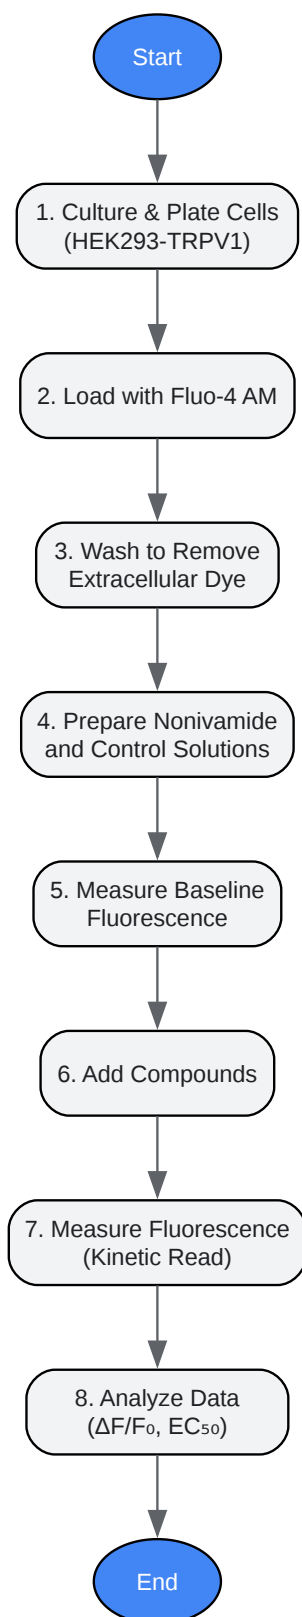 Start
1. Culture & Plate Cells
(HEK293-TRPV1)
2. Load with Fluo-4 AM
3. Wash to Remove
Extracellular Dye
4. Prepare Nonivamide
and Control Solutions
5. Measure Baseline
Fluorescence
6. Add Compounds
7. Measure Fluorescence
(Kinetic Read)
8. Analyze Data
(ΔF/F₀, EC₅₀)
End